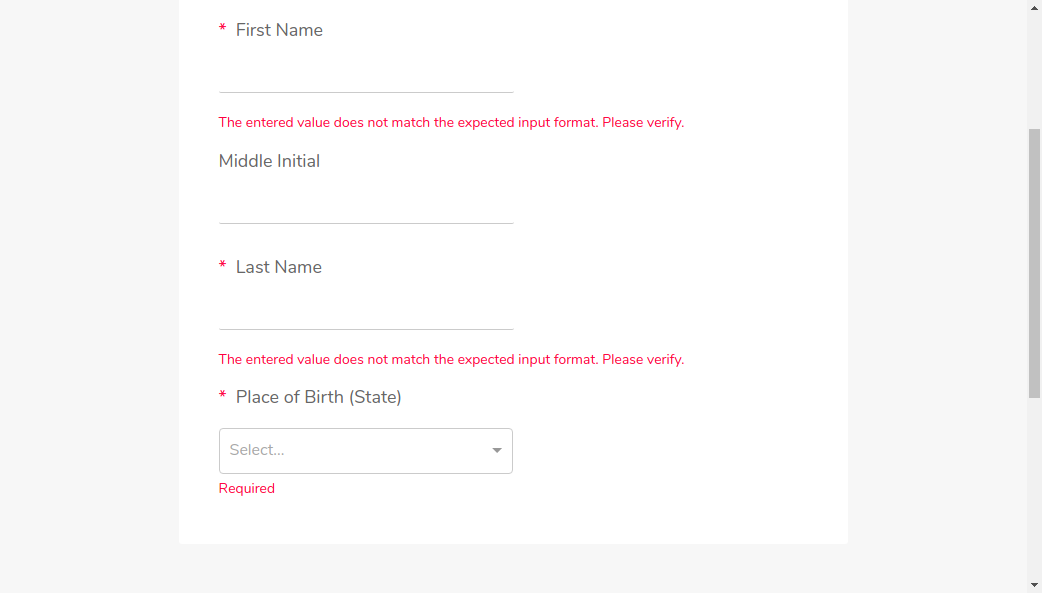 * First Name
The entered value does not match the expected input format. Please verify.
Middle Initial
* Last Name
The entered value does not match the expected input format. Please verify.
* Place of Birth (State)
Select...
Required